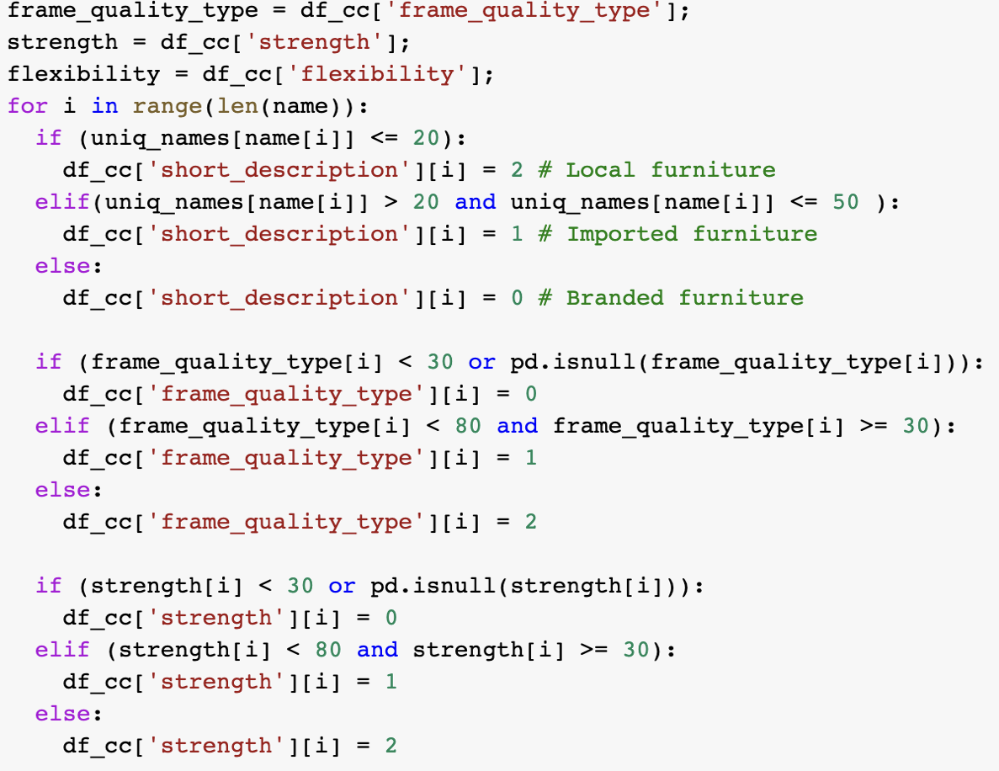 frame_quality_type = df_cc['frame_quality_type'];
strength = df_cc['strength'];
flexibility = df_cc['flexibility'];
for i in range(len(name)):
  if (uniq_names[name[i]] <= 20):
    df_cc['short_description'][i] = 2 # Local furniture
  elif(uniq_names[name[i]] > 20 and uniq_names[name[i]] <= 50 ):
    df_cc['short_description'][i] = 1 # Imported furniture
  else:
    df_cc['short_description'][i] = 0 # Branded furniture

  if (frame_quality_type[i] < 30 or pd.isnull(frame_quality_type[i])):
    df_cc['frame_quality_type'][i] = 0
  elif (frame_quality_type[i] < 80 and frame_quality_type[i] >= 30):
    df_cc['frame_quality_type'][i] = 1
  else:
    df_cc['frame_quality_type'][i] = 2

  if (strength[i] < 30 or pd.isnull(strength[i])):
    df_cc['strength'][i] = 0
  elif (strength[i] < 80 and strength[i] >= 30):
    df_cc['strength'][i] = 1
  else:
    df_cc['strength'][i] = 2